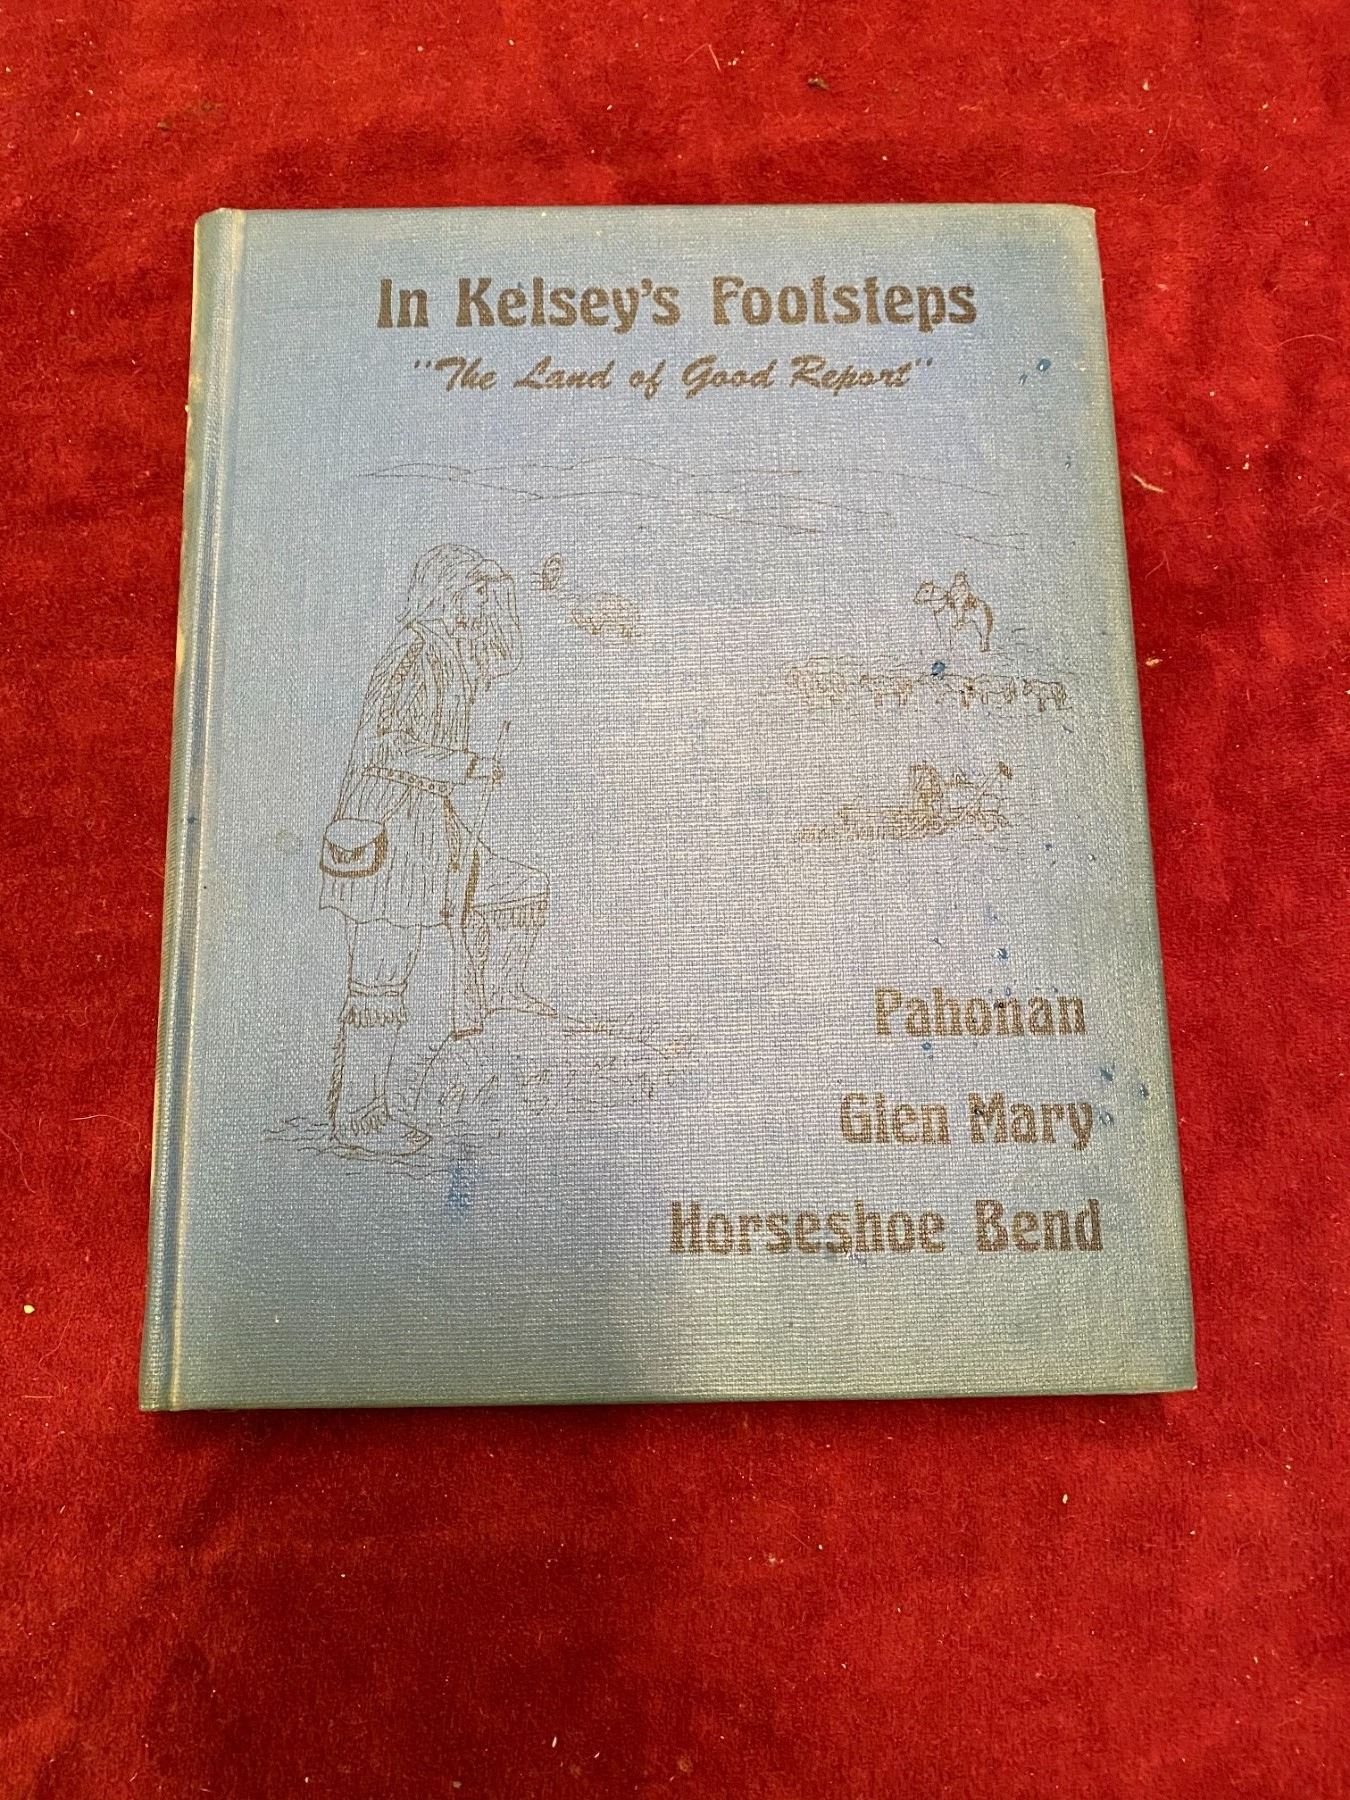 In Kelsey's Footsteps
"The Land of Good Report"
Pahonan
Glen Mary
Horseshoe Bend